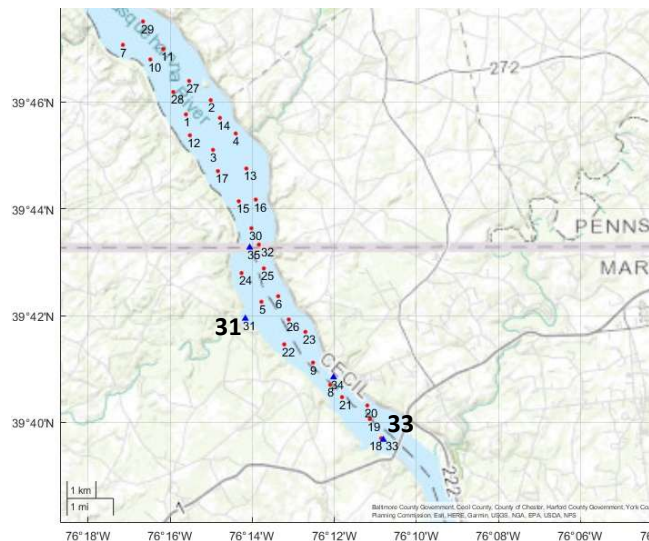 29
7
11
10
272
27
28
2
39°46'N
1
14
12
4
3
13
17
15
16
39°44'N
30
PENNS
35
32
MAR
25
24
5
6
39°42'N
31
31
26
23
22
CECIL
9
34
8
21
20
39°40'N
19
33
18
33
222
1 km
1 mi
Baltimore County Government, Cecil County, County of Chester, Harford County Government, York Co
Planning Commission, Esri, HERE, Garmin, USGS, NGA, EPA, USDA, NPS
76°18'W
76°16'W
76°14'W
76°12'W
76°10'W
76°08'W
76°06'W